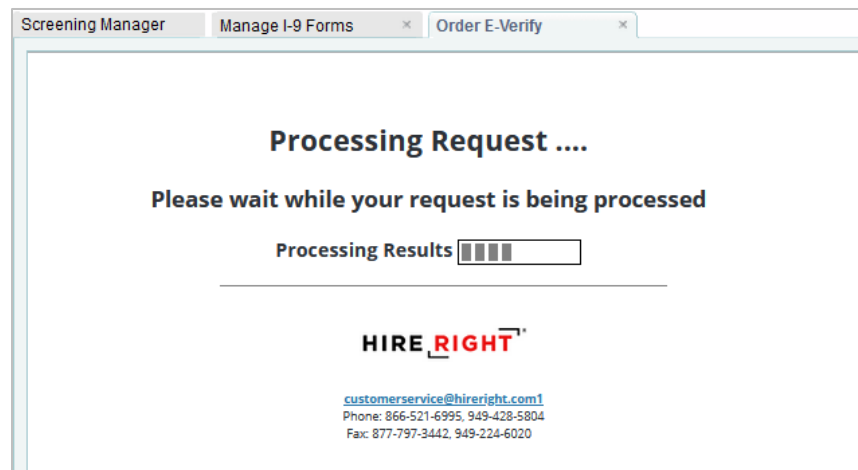 Screening Manager
Manage I-9 Forms
Order E-Verify
Processing Request ....
Please wait while your request is being processed
Processing Results
HIRE RIGHT
customerservice@hireright.com1
Phone: 866-521-6995, 949-428-5804
Fax: 877-797-3442, 949-224-6020